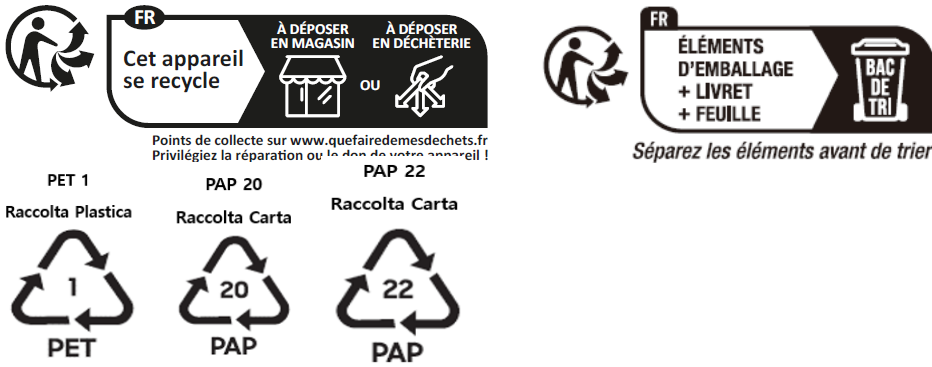 FR
Cet appareil
se recycle
À DÉPOSER
EN MAGASIN
OU
À DÉPOSER
EN DÉCHÈTERIE
Points de collecte sur www.quefairedemesdechets.fr
Privilégiez la réparation ou le don de votre appareil !
FR
ÉLÉMENTS
D'EMBALLAGE
+ LIVRET
+ FEUILLE
BAC
DE
TRI
Séparez les éléments avant de trier
PET 1
Raccolta Plastica
1
PET
PAP 20
Raccolta Carta
20
PAP
PAP 22
Raccolta Carta
22
PAP